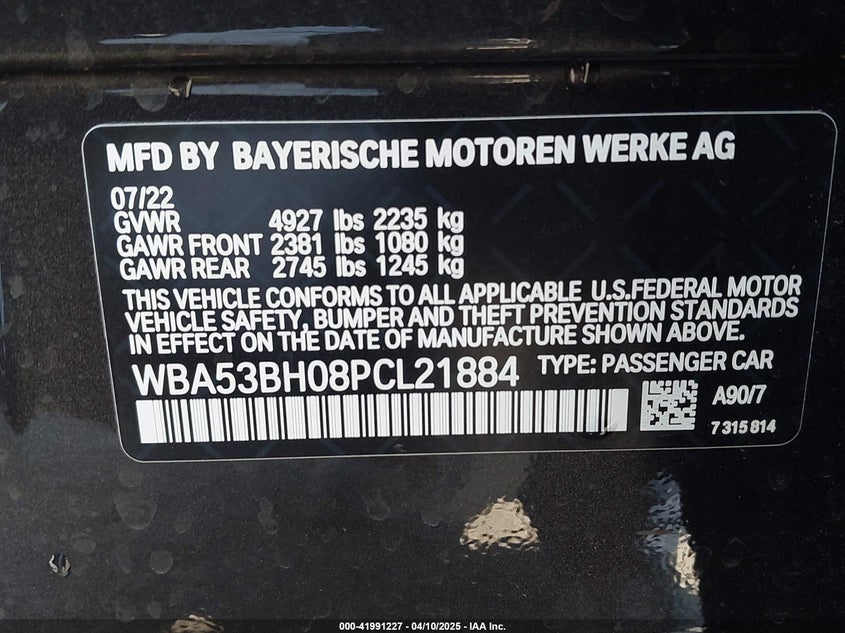 MFD BY BAYERISCHE MOTOREN WERKE AG
07/22
GVWR 4927 lbs 2235 kg
GAWR FRONT 2381 lbs 1080 kg
GAWR REAR 2745 lbs 1245 kg
THIS VEHICLE CONFORMS TO ALL APPLICABLE U.S.FEDERAL MOTOR
VEHICLE SAFETY, BUMPER AND THEFT PREVENTION STANDARDS
IN EFFECT ON THE DATE OF MANUFACTURE SHOWN ABOVE.
WBA53BH08PCL21884 TYPE: PASSENGER CAR
A90/7
7 315 814
000-41991227 - 04/10/2025 - IAA Inc.